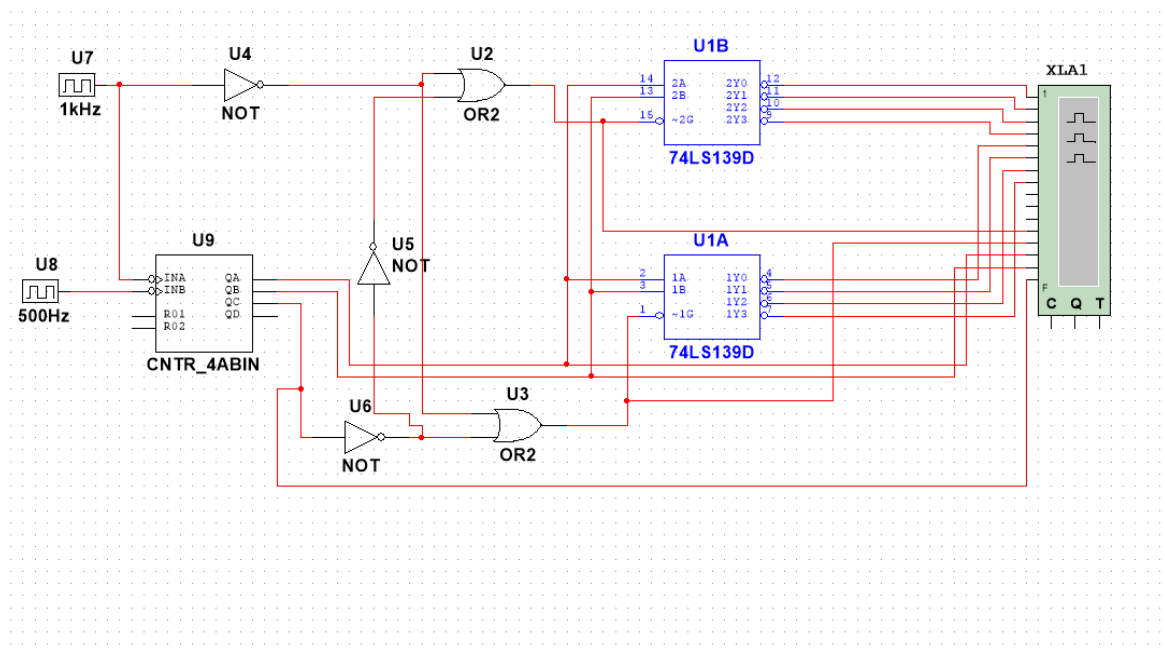 U7
1kHz
U4
NOT
U2
OR2
U1B
14 2A 2Y0 12
13 2B 2Y1 11
2Y2 10
15 ~2G 2Y3 9
74LS139D
XLA1
1
F
C Q T
U8
500Hz
U9
INA QA
INB QB
QC
R01 QD
R02
CNTR_4ABIN
U5
NOT
U1A
2 1A 1Y0 4
3 1B 1Y1 5
1Y2 6
1 ~1G 1Y3 7
74LS139D
U6
NOT
U3
OR2